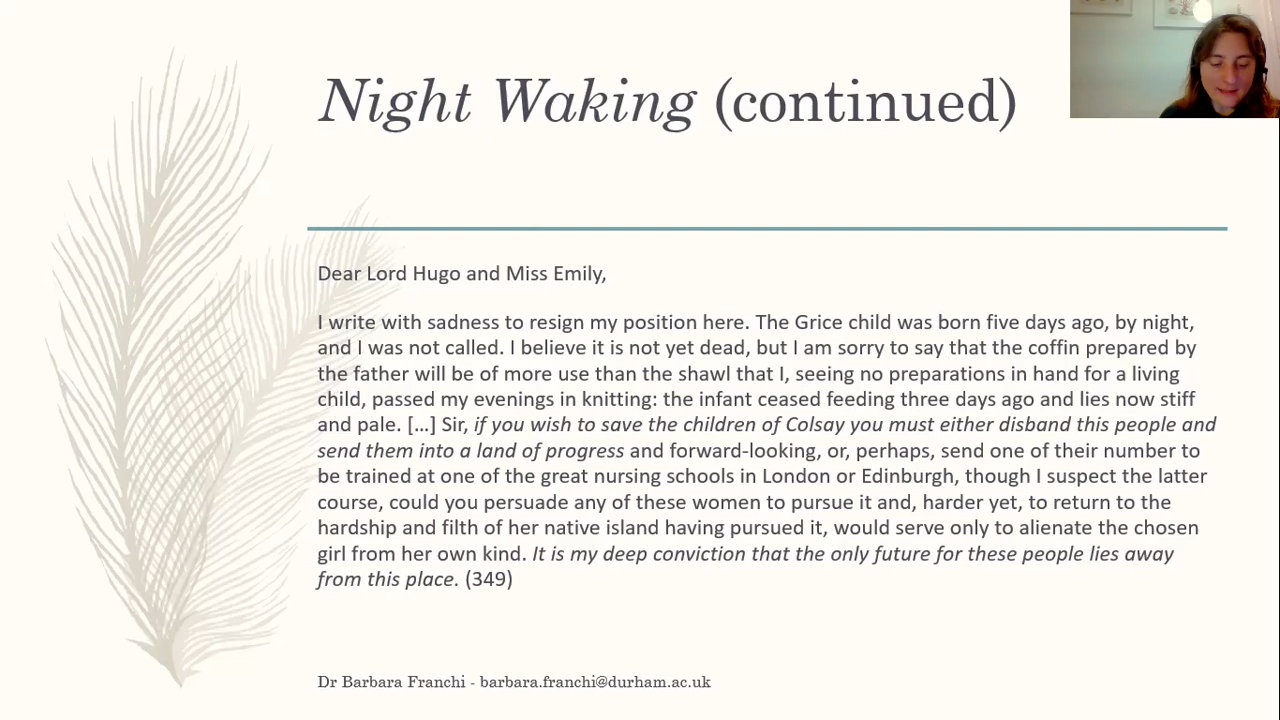 Night Waking (continued)
Dear Lord Hugo and Miss Emily,
I write with sadness to resign my position here. The Grice child was born five days ago, by night,
and I was not called. I believe it is not yet dead, but I am sorry to say that the coffin prepared by
the father will be of more use than the shawl that I, seeing no preparations in hand for a living
child, passed my evenings in knitting: the infant ceased feeding three days ago and lies now stiff
and pale. […] Sir, if you wish to save the children of Colsay you must either disband this people and
send them into a land of progress and forward-looking, or, perhaps, send one of their number to
be trained at one of the great nursing schools in London or Edinburgh, though I suspect the latter
course, could you persuade any of these women to pursue it and, harder yet, to return to the
hardship and filth of her native island having pursued it, would serve only to alienate the chosen
girl from her own kind. It is my deep conviction that the only future for these people lies away
from this place. (349)
Dr Barbara Franchi - barbara.franchi@durham.ac.uk